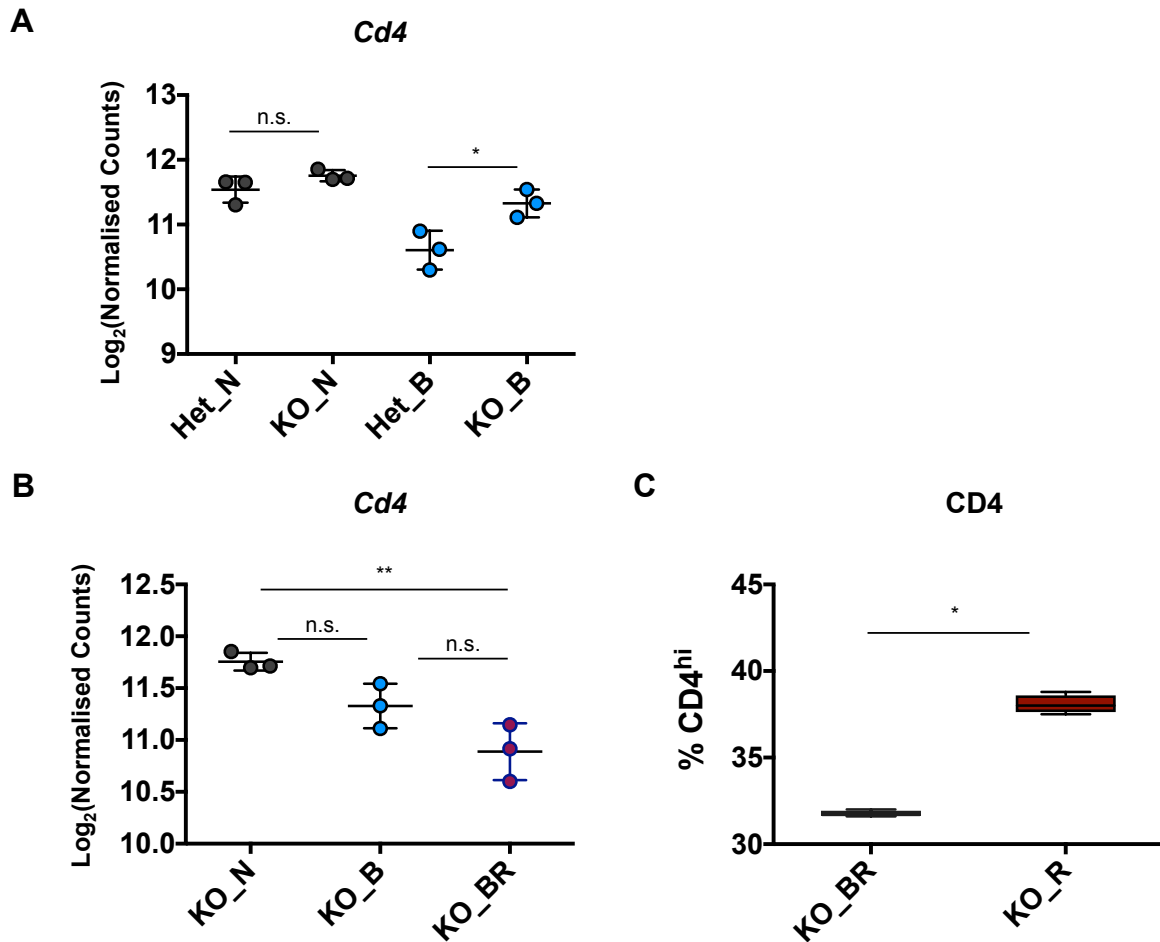 A
Cd4
Log₂(Normalised Counts)
13
12
11
10
9
n.s.
*
Het_N
KO_N
Het_B
KO_B
B
Cd4
Log₂(Normalised Counts)
12.5
12.0
11.5
11.0
10.5
10.0
**
n.s.
n.s.
KO_N
KO_B
KO_BR
C
CD4
% CD4ʰⁱ
45
40
35
30
*
KO_BR
KO_R